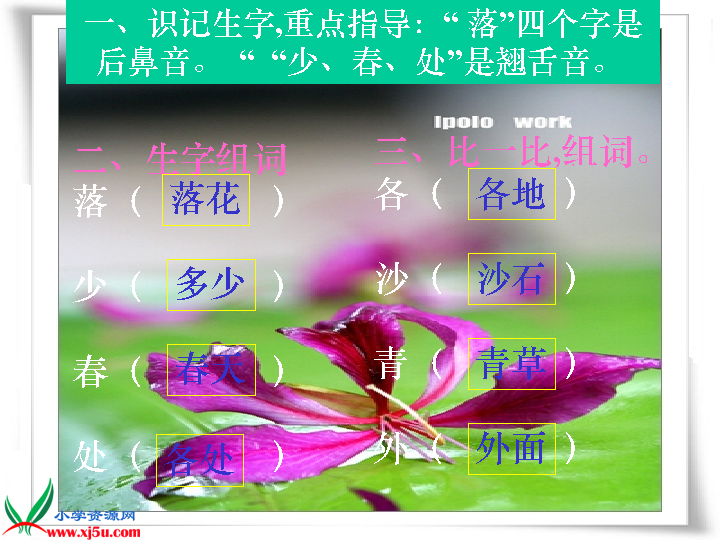 一、识记生字,重点指导:“ 落”四个字是
后鼻音。 “ “少、春、处”是翘舌音。
Ipolo work
二、生字组词
落（ 落花 ）
少（ 多少 ）
春（ 春天 ）
处（ 各处 ）
三、比一比,组词。
各（ 各地 ）
沙（ 沙石 ）
青（ 青草 ）
外（ 外面 ）
小学资源网
www.xj5u.com